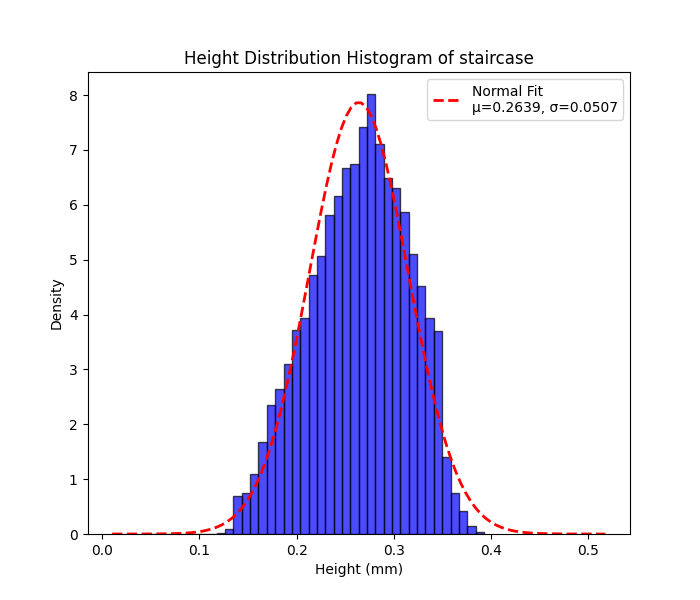 Height Distribution Histogram of staircase
Normal Fit
μ=0.2639, σ=0.0507
8
7
6
5
4
3
2
1
0
Density
0.0 0.1 0.2 0.3 0.4 0.5
Height (mm)